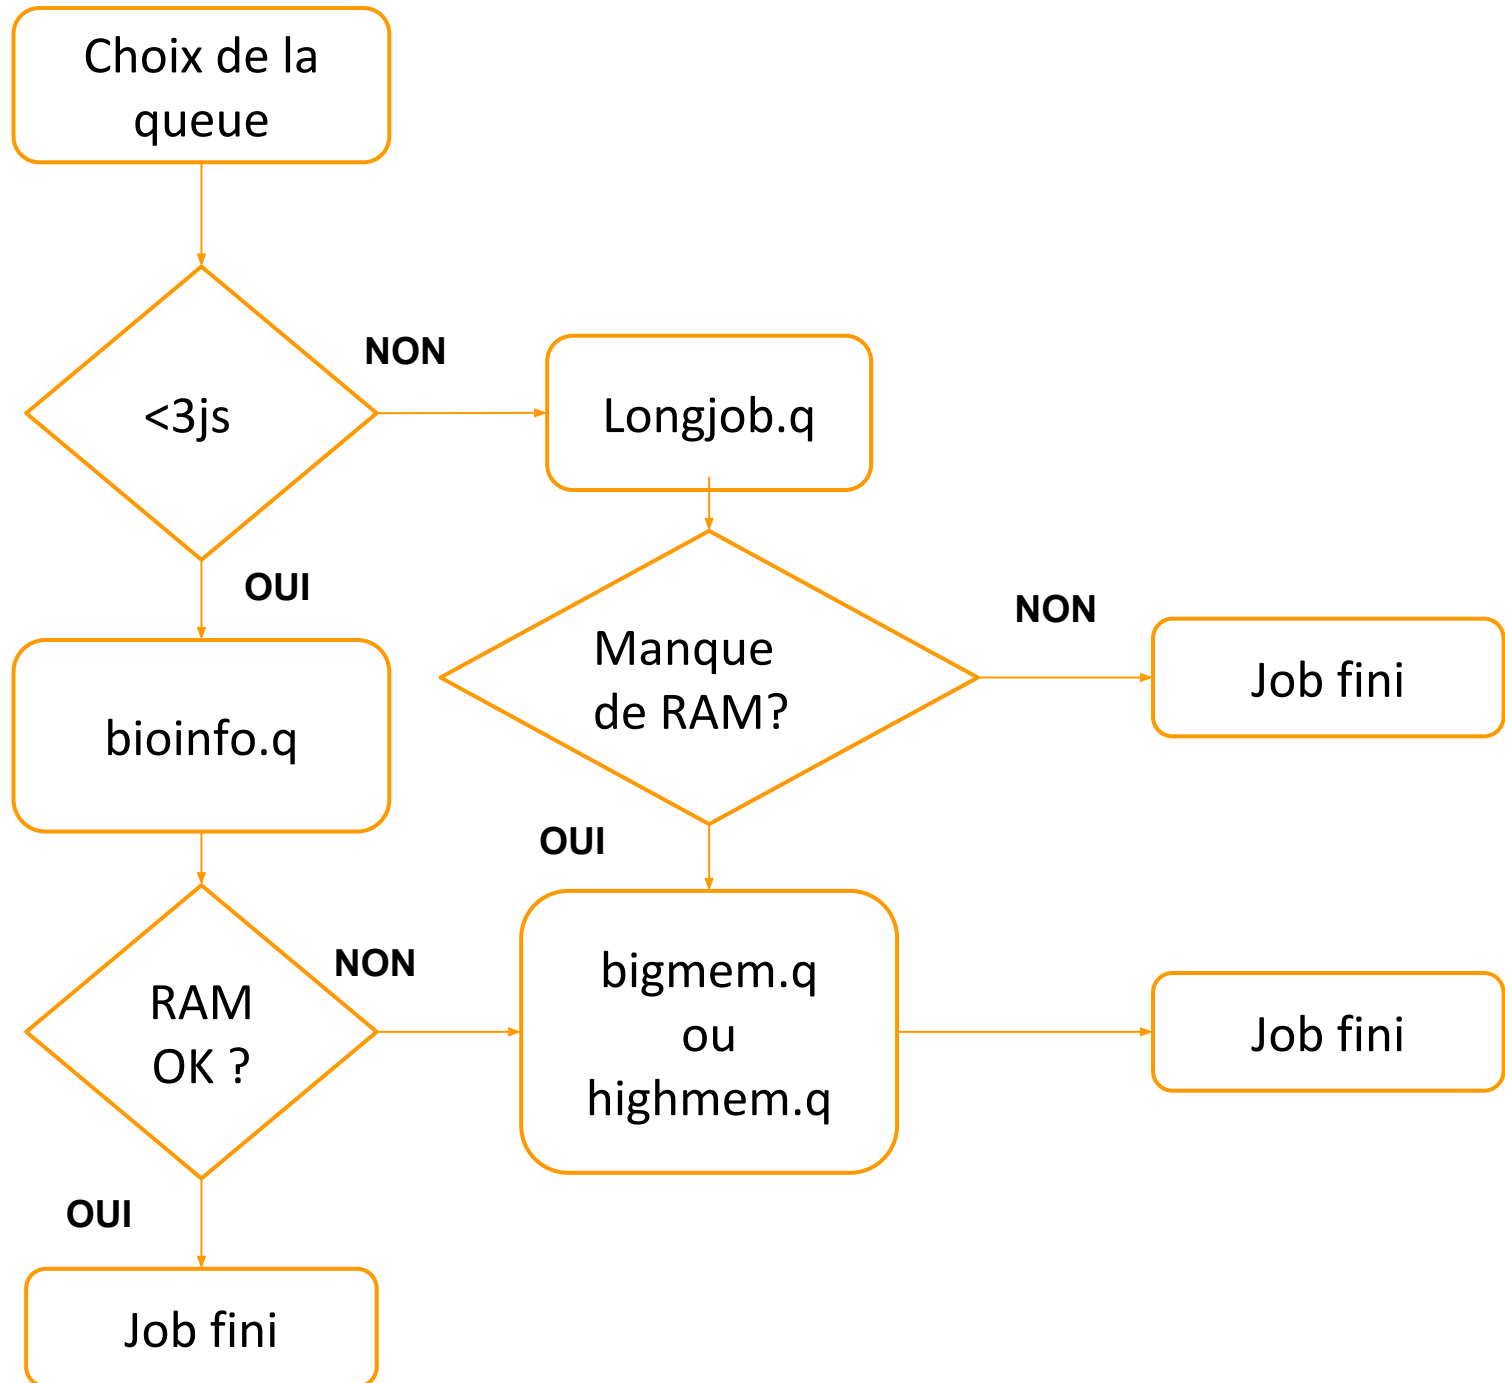 Choix de la
queue
NON
<3js
Longjob.q
OUI
NON
Manque
de RAM?
Job fini
bioinfo.q
OUI
NON
RAM
OK ?
bigmem.q
ou
highmem.q
Job fini
OUI
Job fini